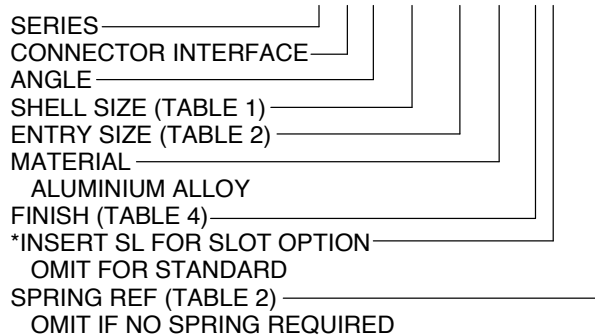 SERIES
CONNECTOR INTERFACE
ANGLE
SHELL SIZE (TABLE 1)
ENTRY SIZE (TABLE 2)
MATERIAL
ALUMINIUM ALLOY
FINISH (TABLE 4)
*INSERT SL FOR SLOT OPTION
OMIT FOR STANDARD
SPRING REF (TABLE 2)
OMIT IF NO SPRING REQUIRED